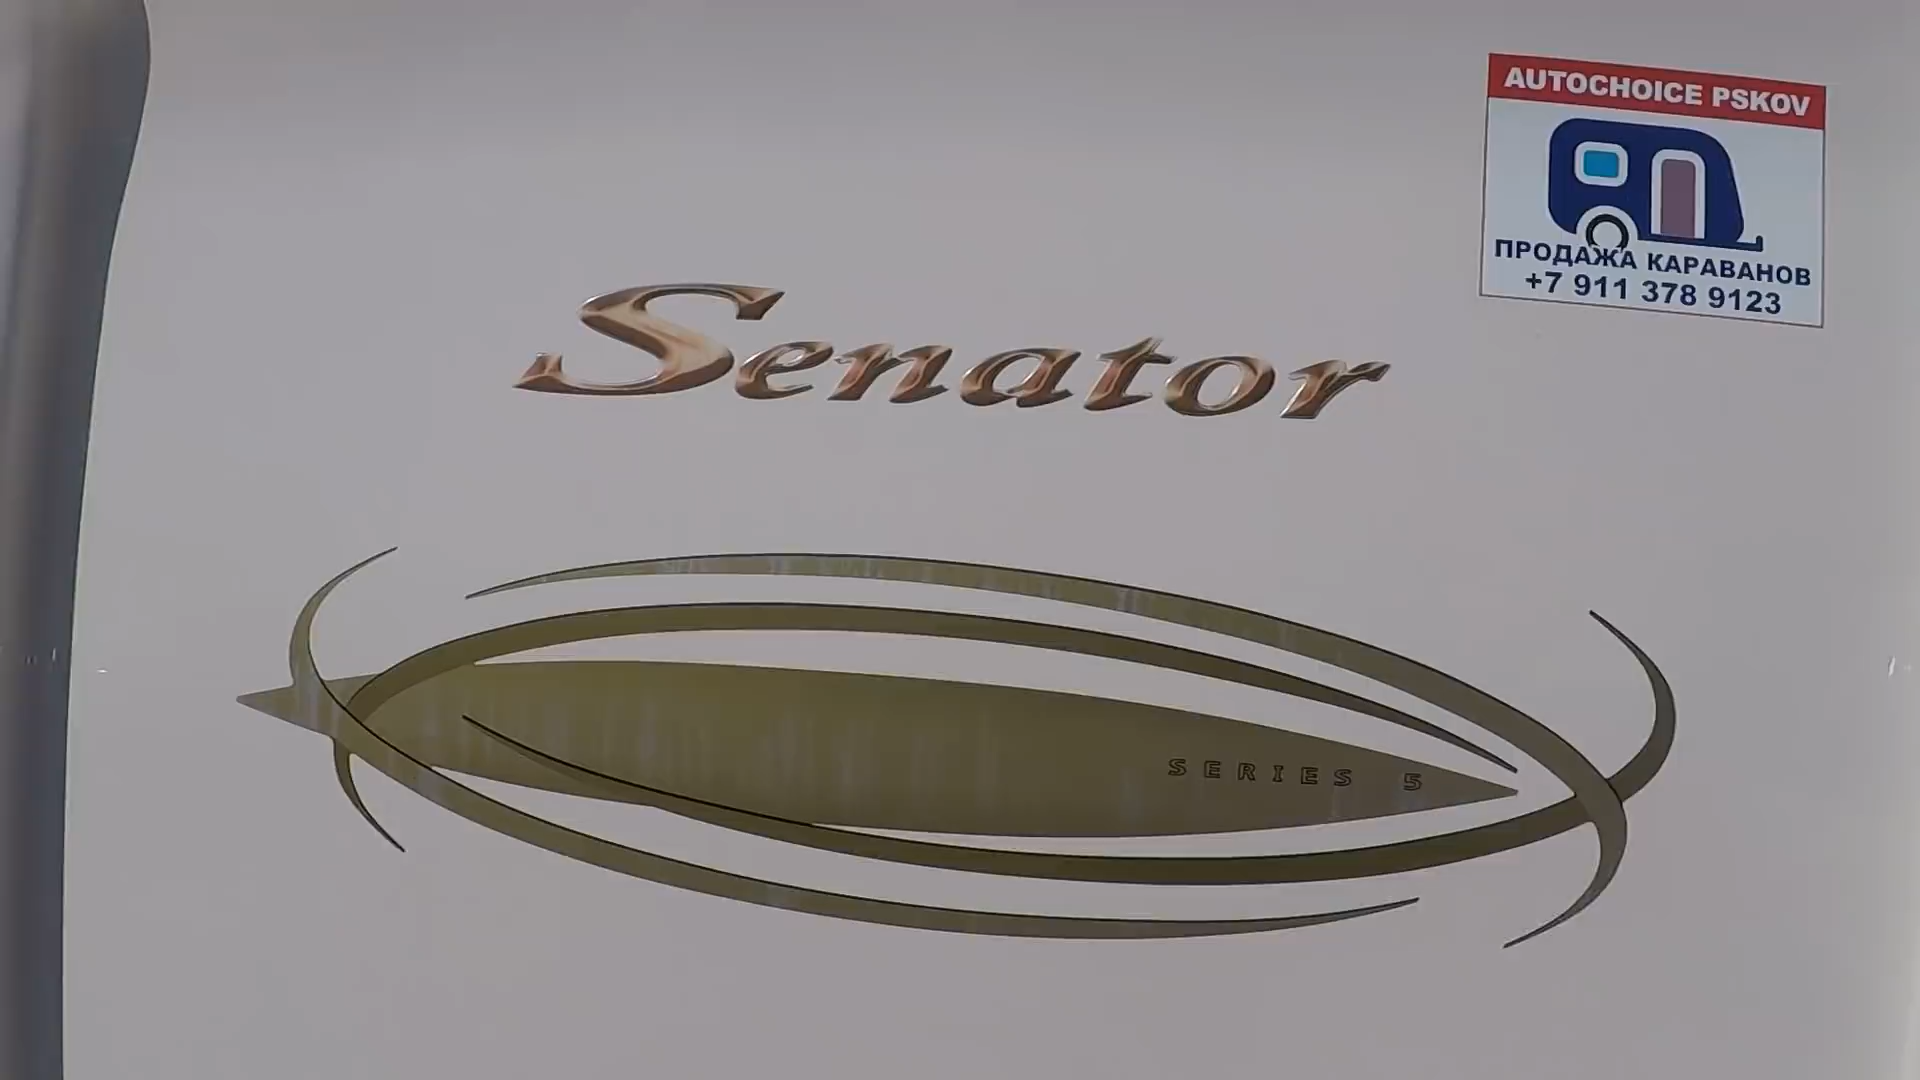 AUTOCHOICE PSKOV
ПРОДАЖА КАРАВАНОВ
+7 911 378 9123
Senator
SERIES 5